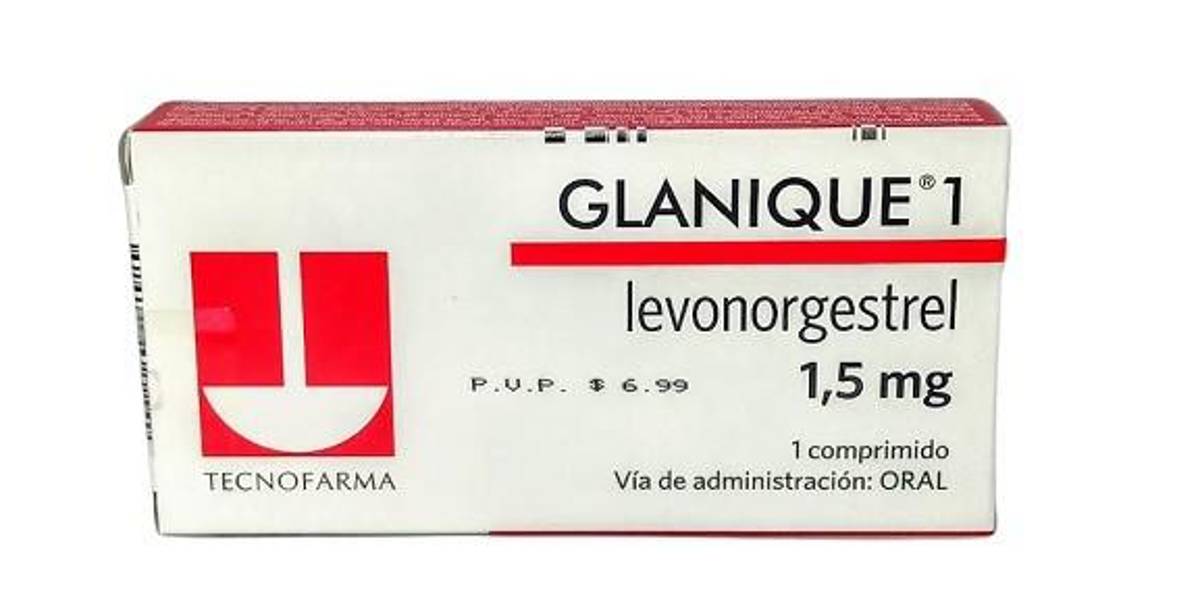 GLANIQUE® 1
levonorgestrel
1,5 mg
P.V.P. $ 6.99
1 comprimido
Vía de administración: ORAL
TECNOFARMA